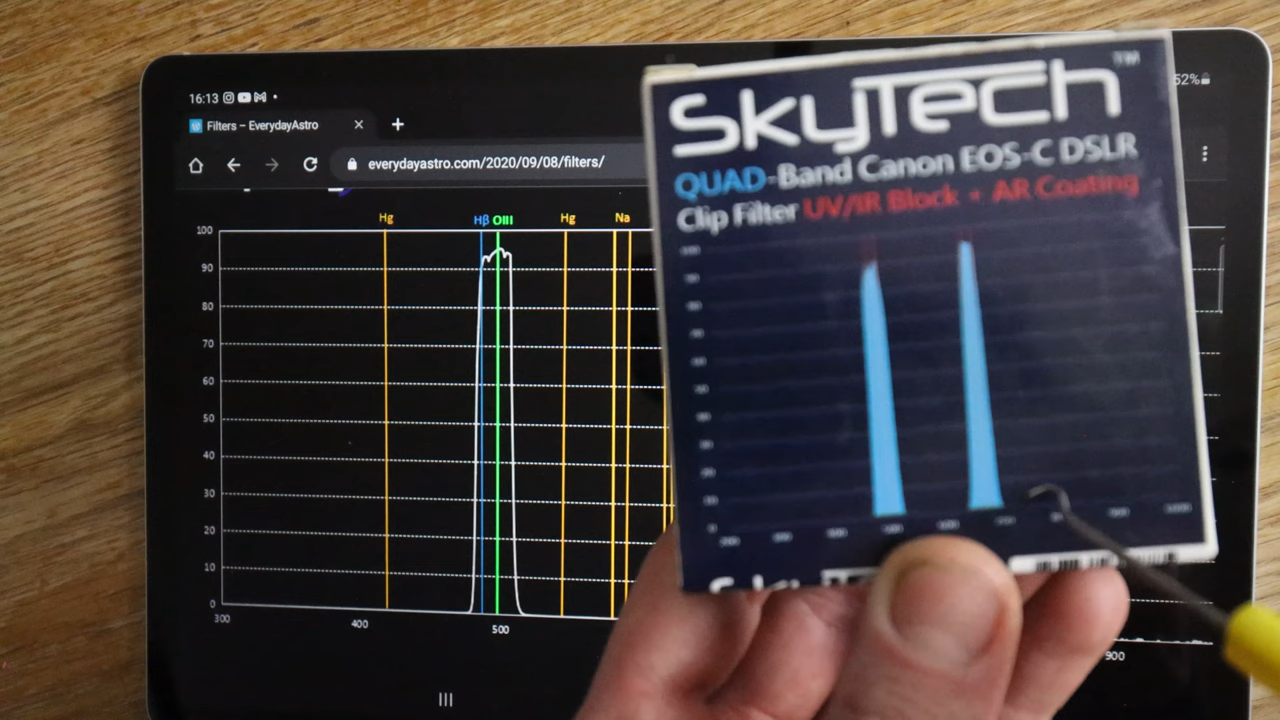 16:13
52%
Filters – EverydayAstro
everydayastro.com/2020/09/08/filters/
Hg Hβ OIII Hg Na
100
90
80
70
60
50
40
30
20
10
0
300 400 500
900
SkyTech™
QUAD-Band Canon EOS-C DSLR
Clip Filter UV/IR Block + AR Coating